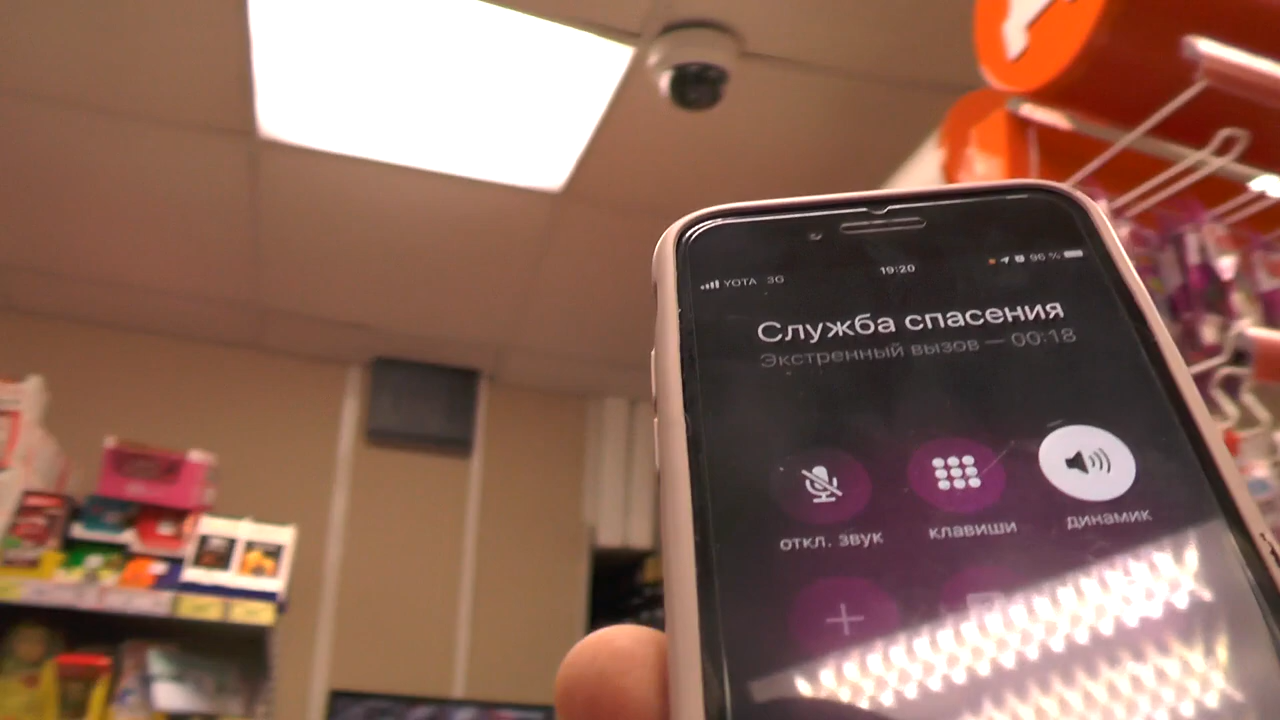 YOTA 3G 19:20 96 %
Служба спасения
Экстренный вызов — 00:18
откл. звук клавиши динамик